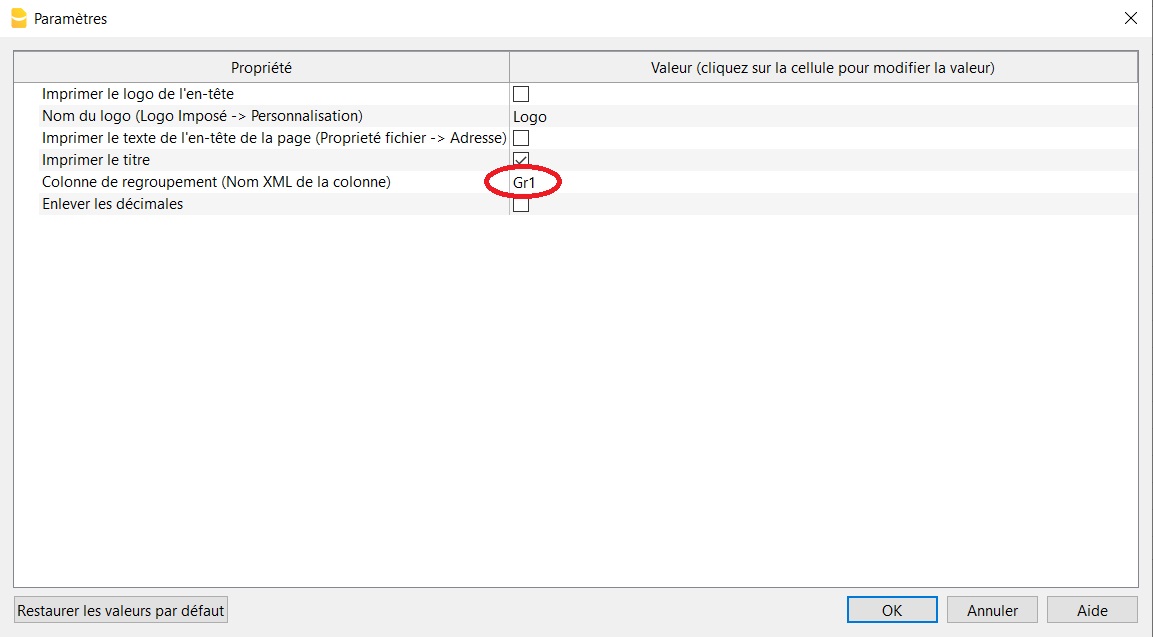 Paramètres
Propriété Valeur (cliquez sur la cellule pour modifier la valeur)
Imprimer le logo de l'en-tête
Nom du logo (Logo Imposé -> Personnalisation) Logo
Imprimer le texte de l'en-tête de la page (Proprieté fichier -> Adresse)
Imprimer le titre
Colonne de regroupement (Nom XML de la colonne) Gr1
Enlever les décimales
Restaurer les valeurs par défaut OK Annuler Aide